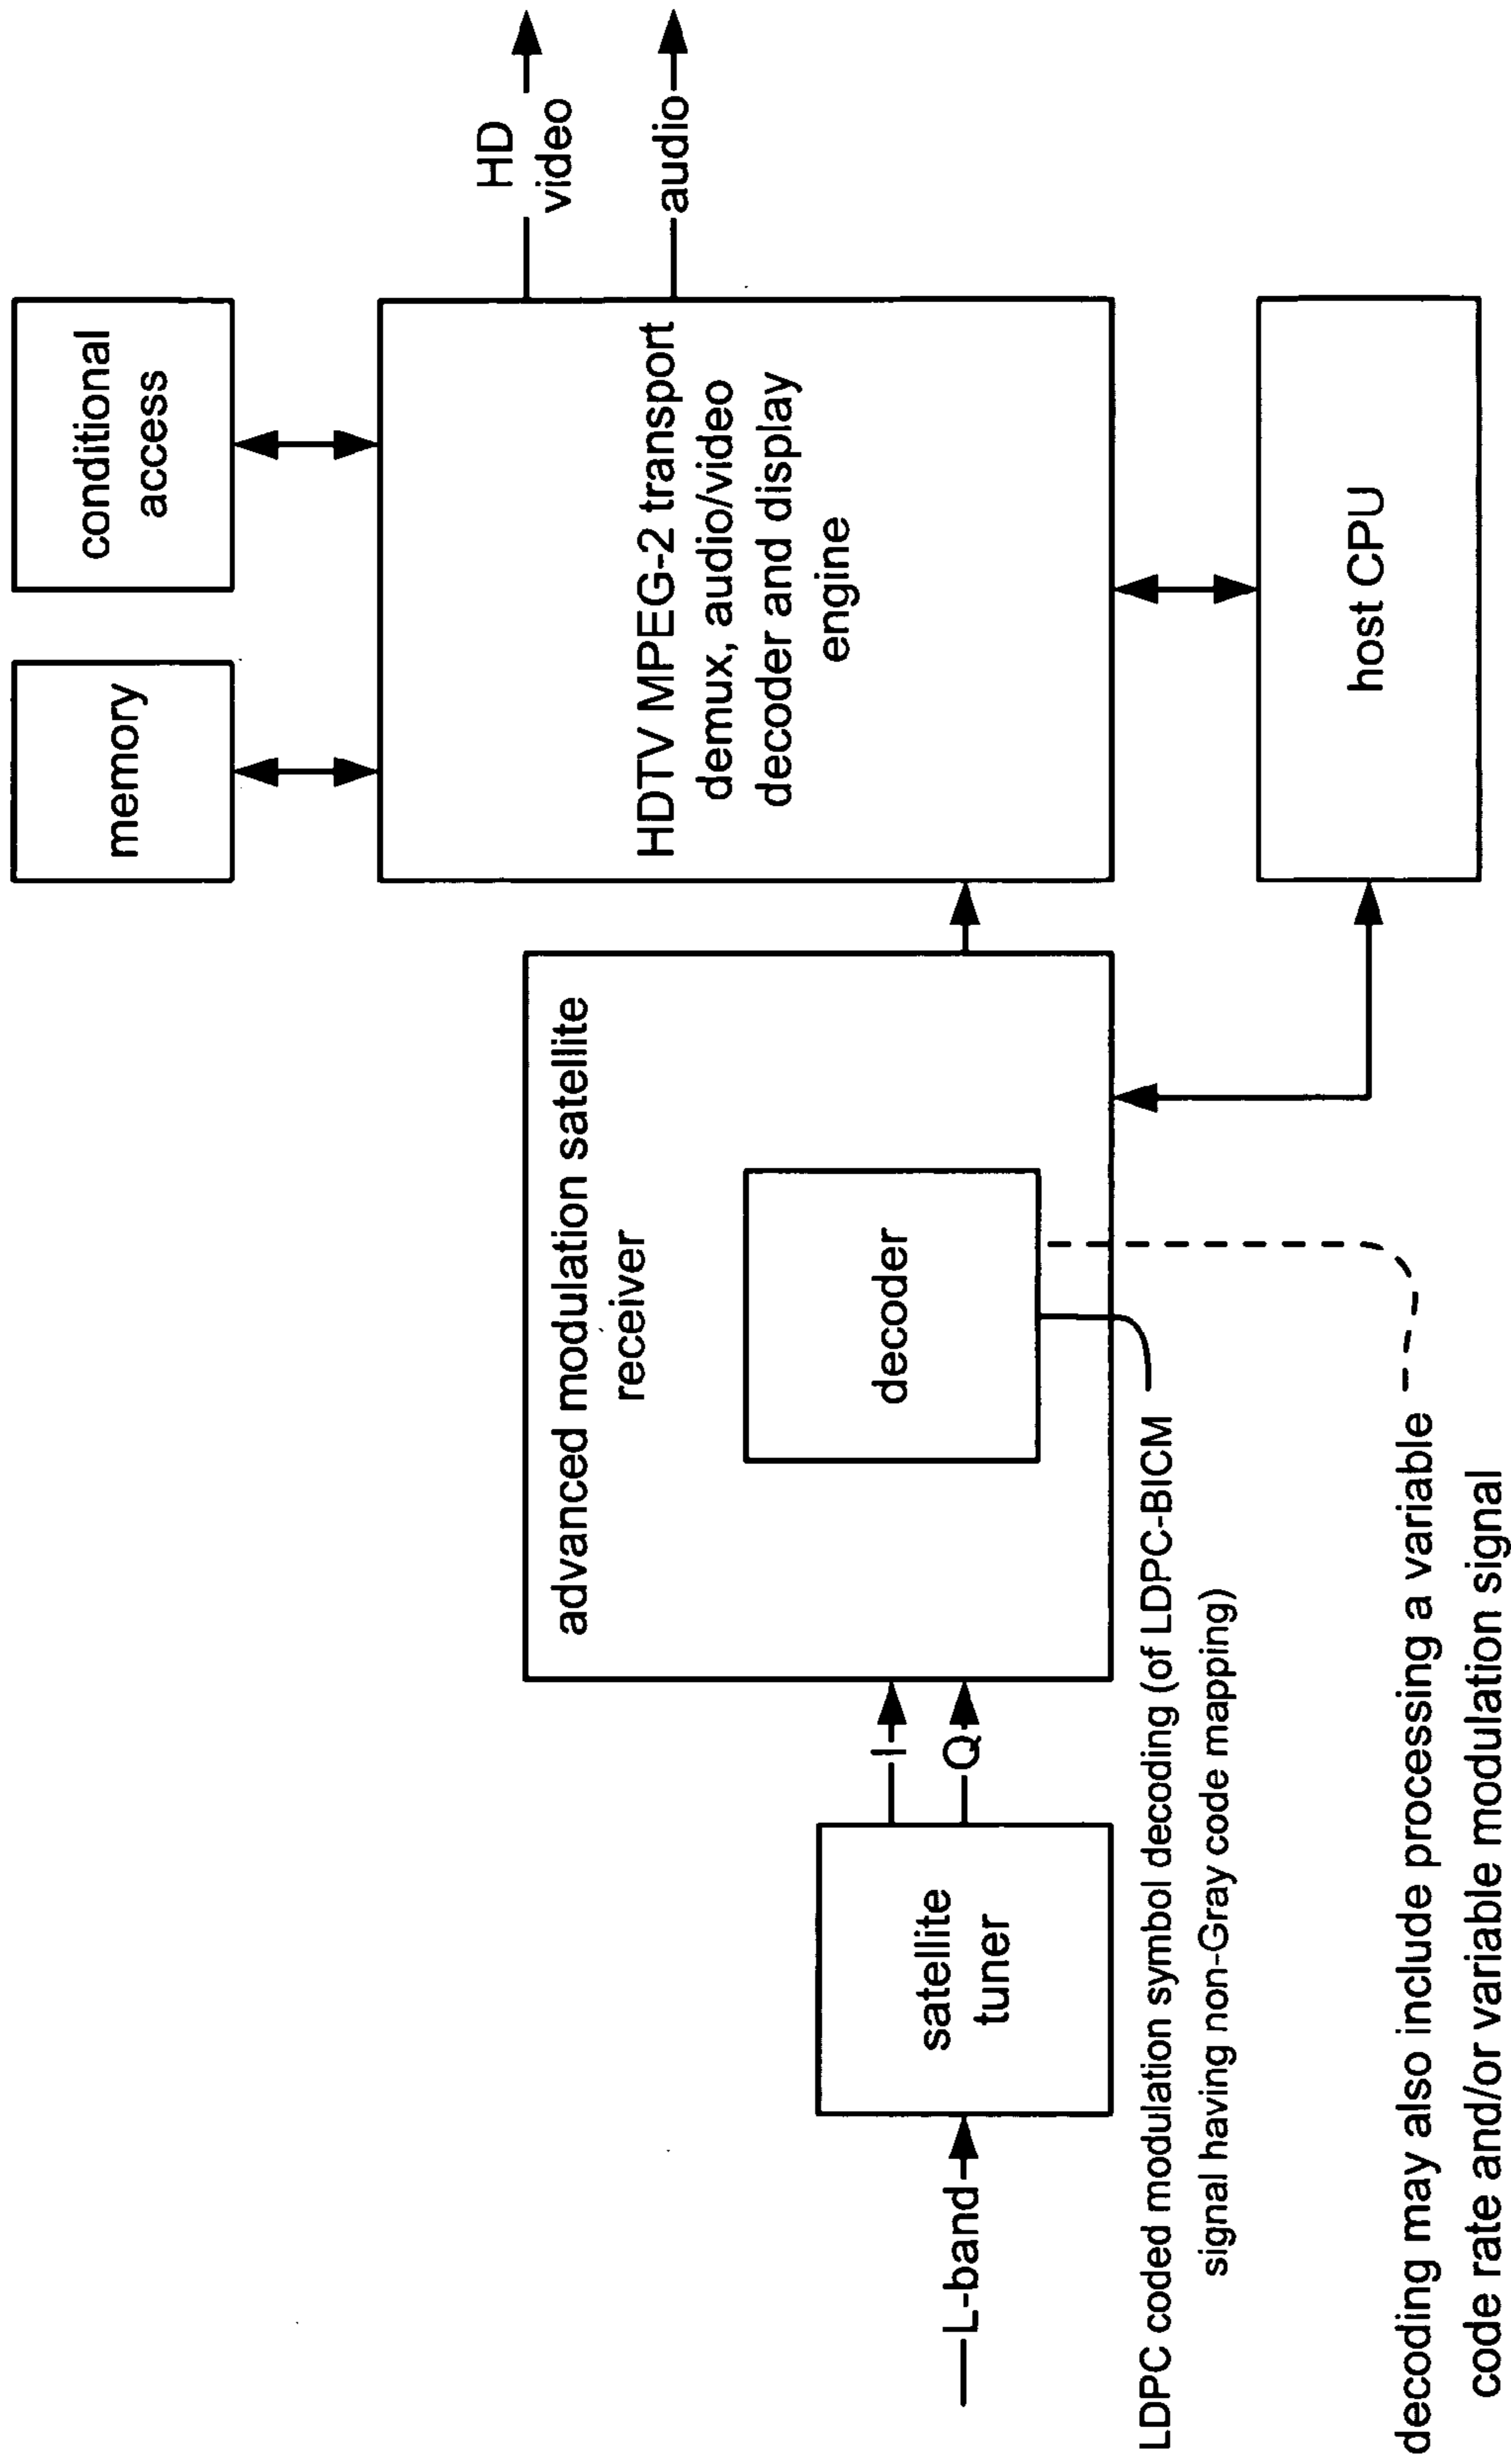 conditional
access
memory
HD
video
audio
HDTV MPEG-2 transport
demux, audio/video
decoder and display
engine
advanced modulation satellite
receiver
decoder
host CPU
satellite
tuner
I
Q
L-band
LDPC coded modulation symbol decoding (of LDPC-BICM
signal having non-Gray code mapping)
decoding may also include processing a variable
code rate and/or variable modulation signal